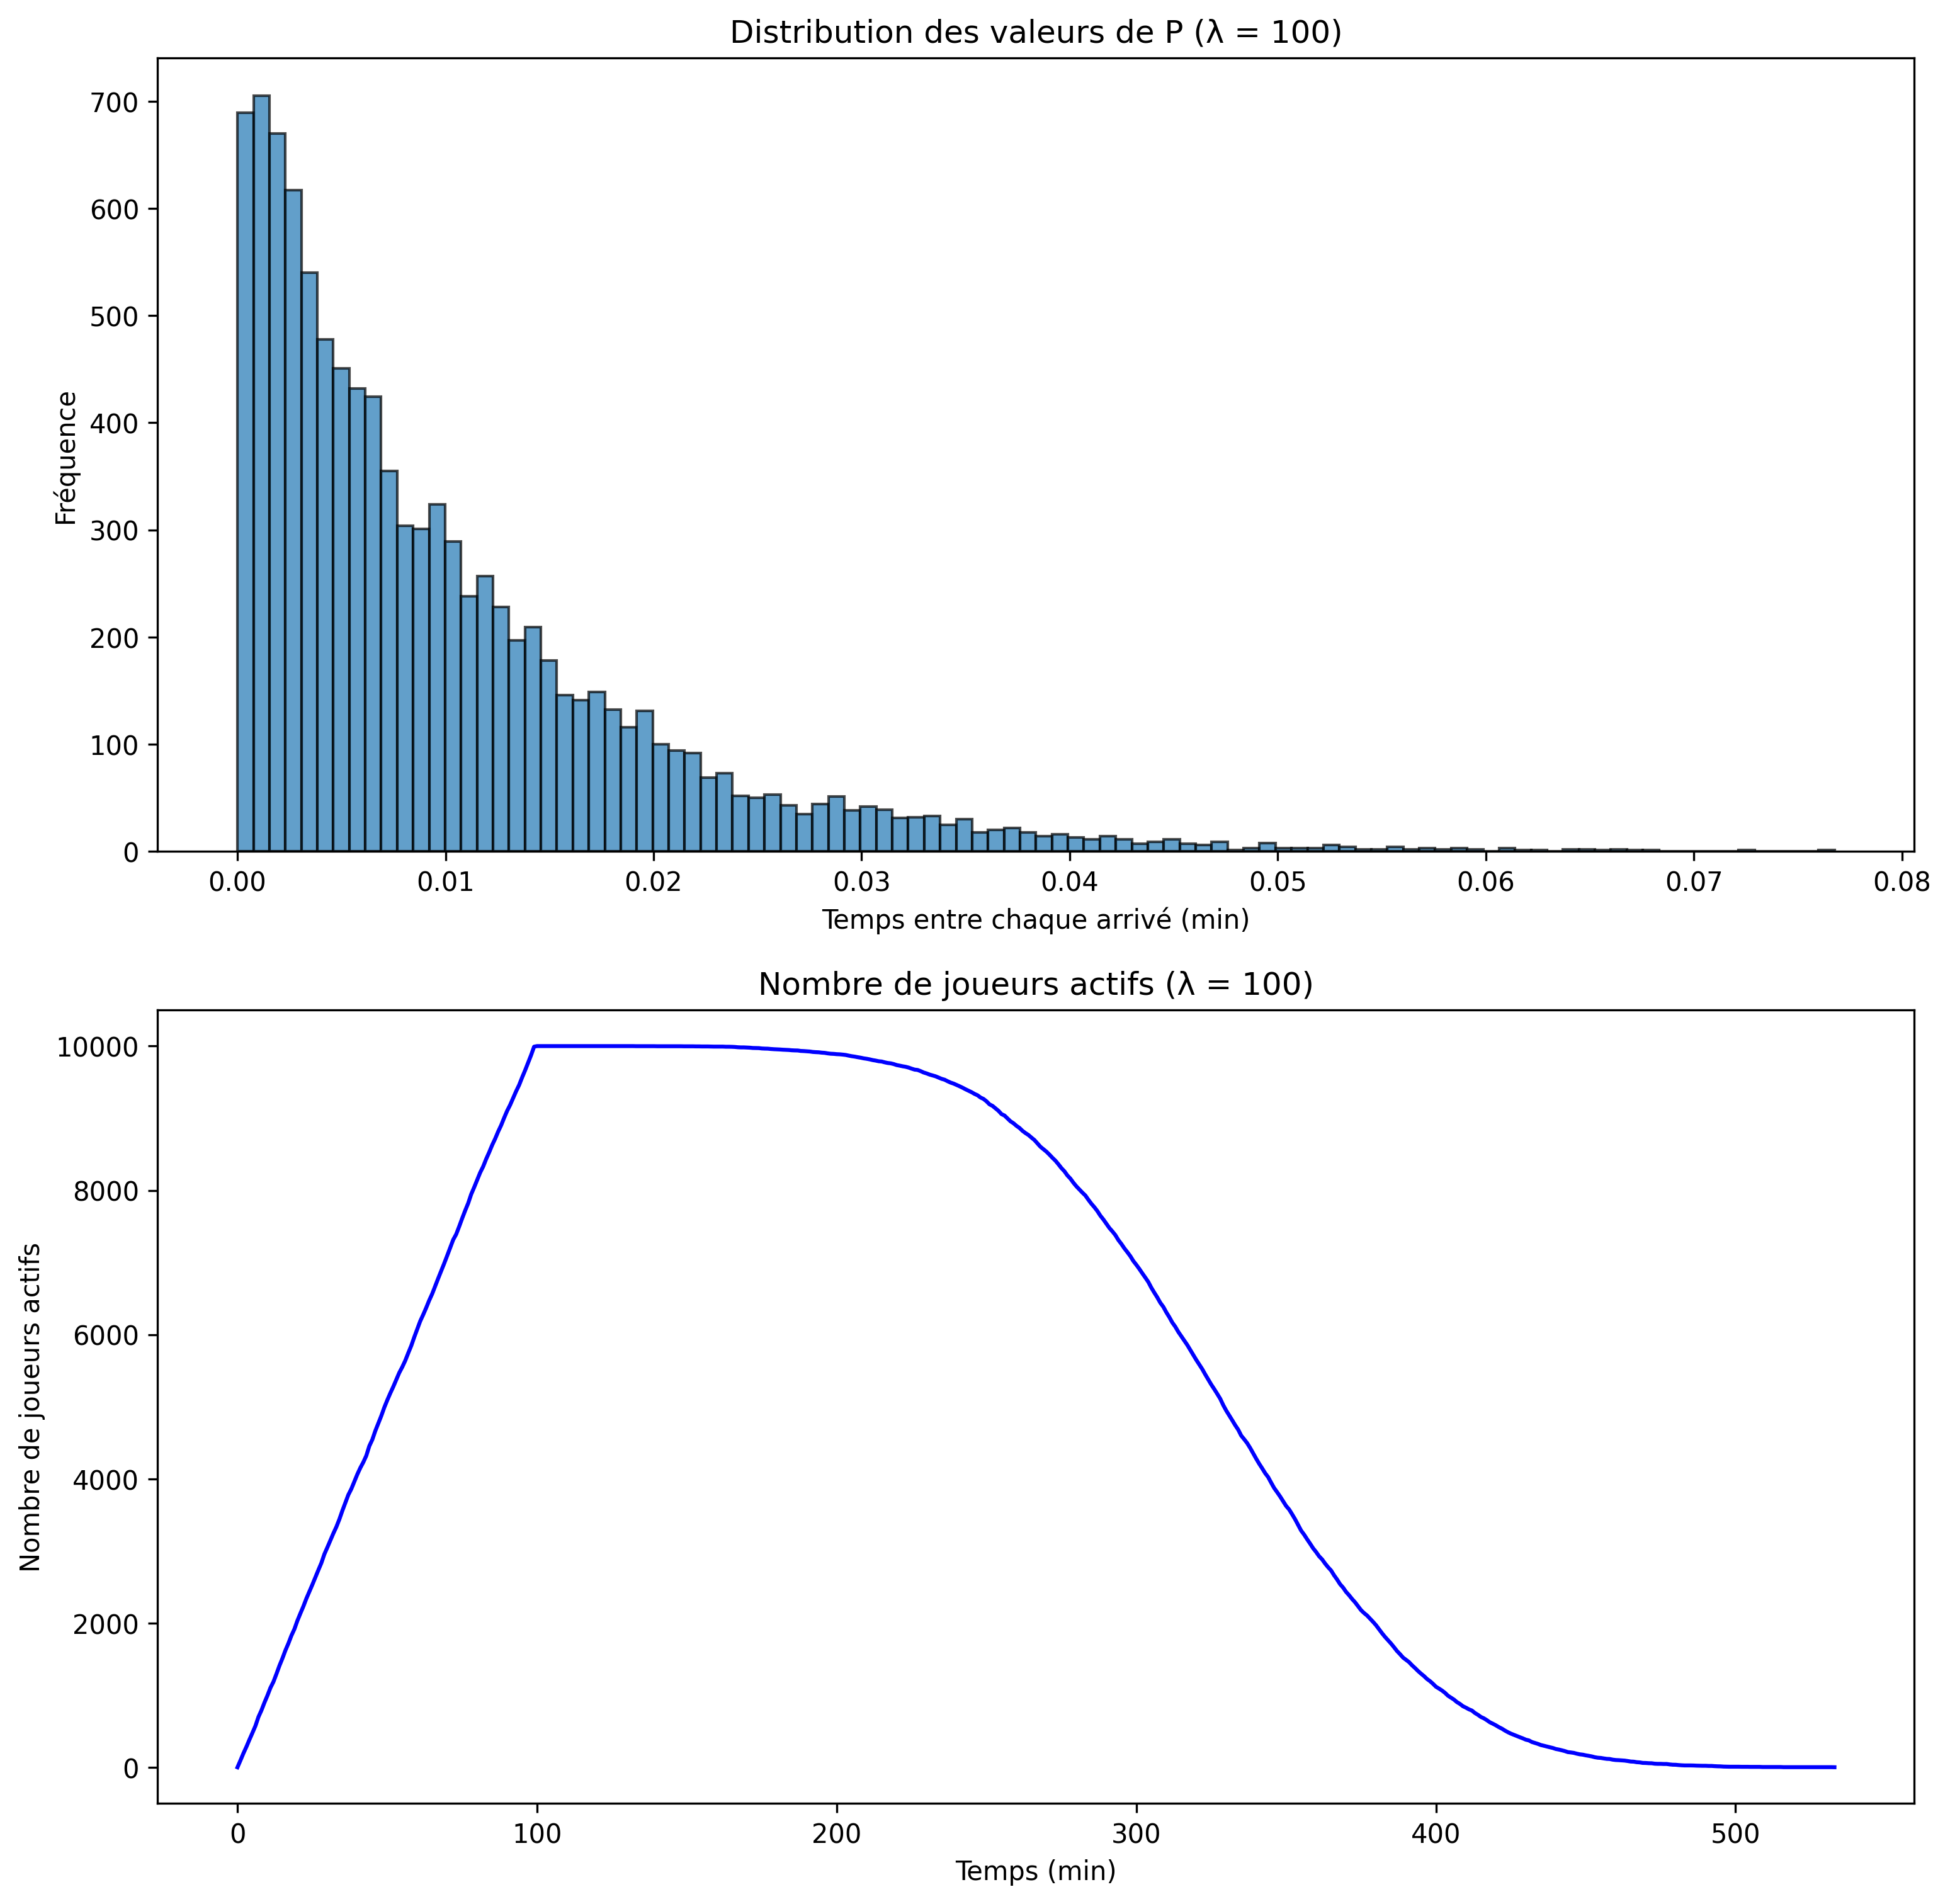 Distribution des valeurs de P (λ = 100)
700
600
500
400
300
200
100
0
Fréquence
0.00 0.01 0.02 0.03 0.04 0.05 0.06 0.07 0.08
Temps entre chaque arrivé (min)
Nombre de joueurs actifs (λ = 100)
10000
8000
6000
4000
2000
0
Nombre de joueurs actifs
0 100 200 300 400 500
Temps (min)